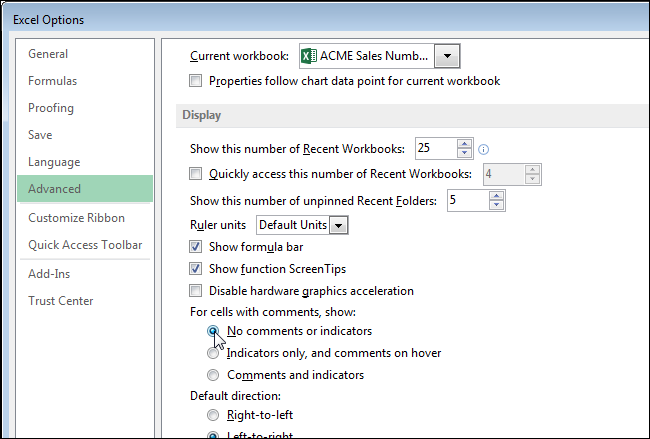 Excel Options
General
Formulas
Proofing
Save
Language
Advanced
Customize Ribbon
Quick Access Toolbar
Add-Ins
Trust Center
Current workbook: ACME Sales Numb...
Properties follow chart data point for current workbook
Display
Show this number of Recent Workbooks: 25
Quickly access this number of Recent Workbooks: 4
Show this number of unpinned Recent Folders: 5
Ruler units Default Units
Show formula bar
Show function ScreenTips
Disable hardware graphics acceleration
For cells with comments, show:
No comments or indicators
Indicators only, and comments on hover
Comments and indicators
Default direction:
Right-to-left
Left-to-right